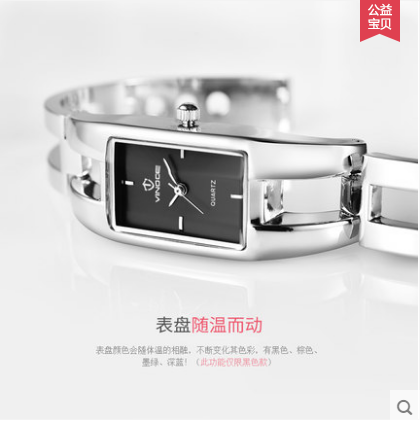 公益
宝贝
VINOCE
QUARTZ
表盘随温而动
表盘颜色会随体温的相融，不断变化其色彩，有黑色、棕色、
墨绿、深蓝！（此功能仅限黑色款）